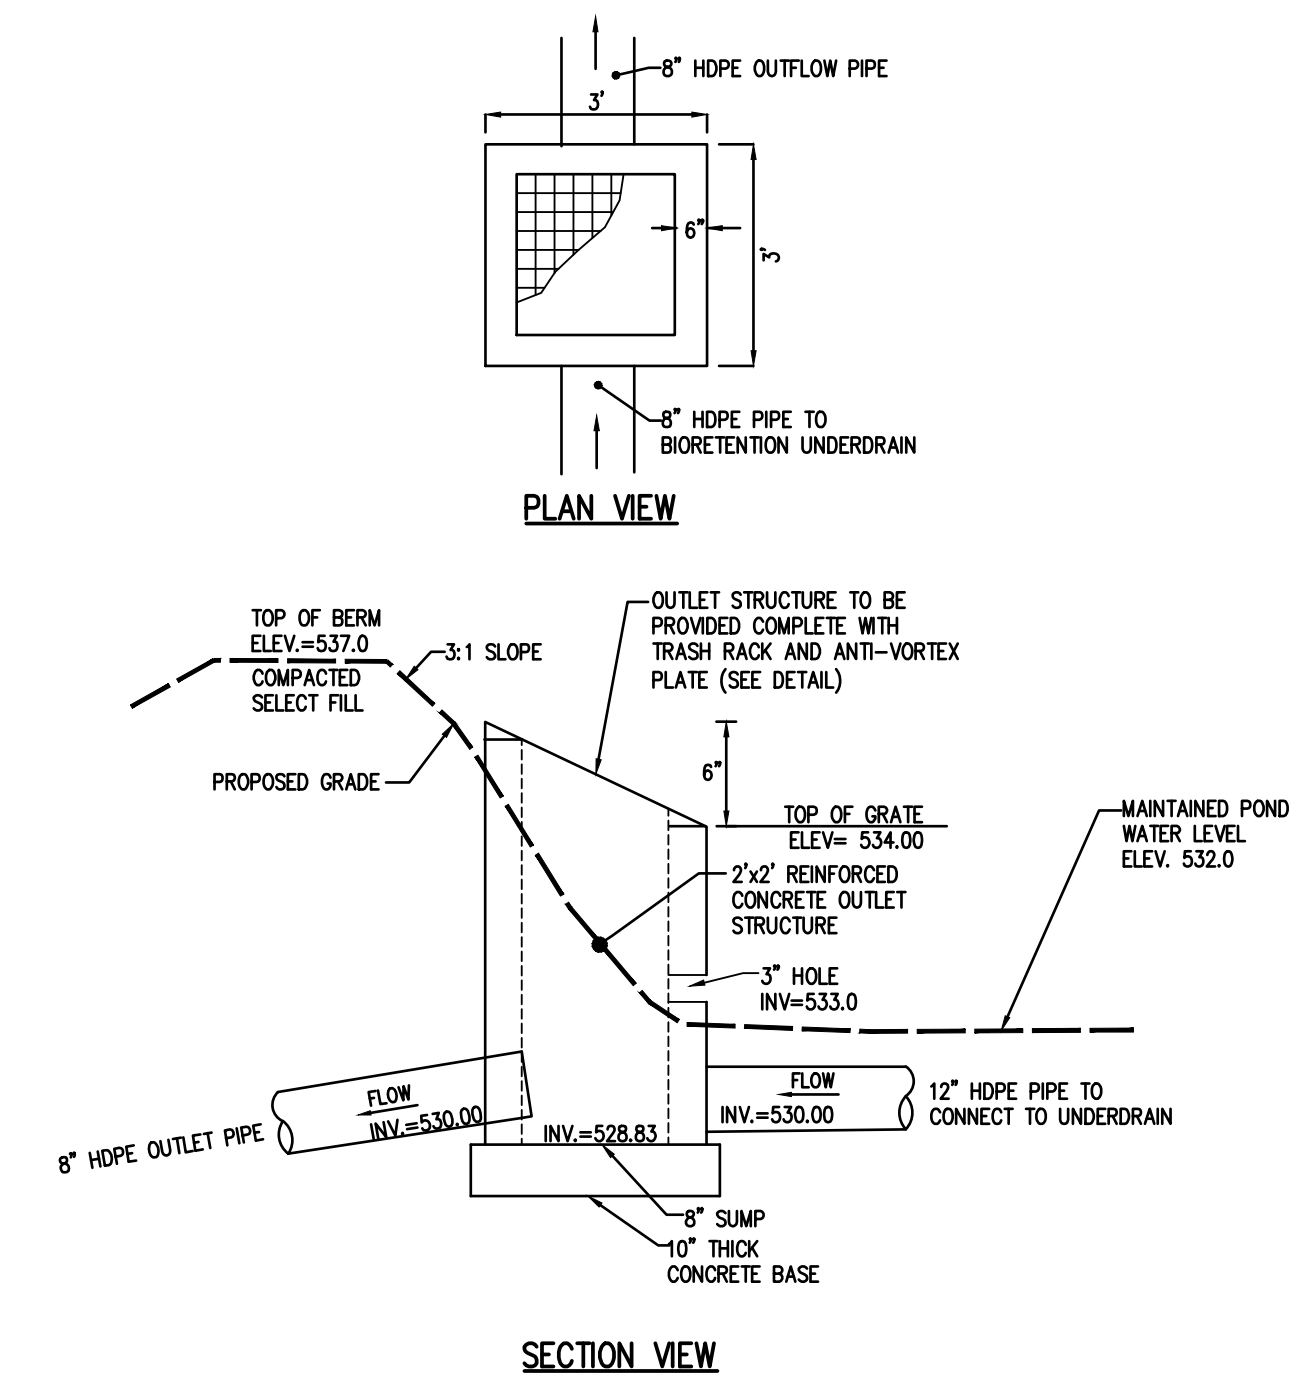 8" HDPE OUTFLOW PIPE
3'
6"
3'
8" HDPE PIPE TO
BIORETENTION UNDERDRAIN
PLAN VIEW
OUTLET STRUCTURE TO BE
PROVIDED COMPLETE WITH
TRASH RACK AND ANTI-VORTEX
PLATE (SEE DETAIL)
TOP OF BERM
ELEV.=537.0
3:1 SLOPE
COMPACTED
SELECT FILL
PROPOSED GRADE
6"
TOP OF GRATE
ELEV= 534.00
MAINTAINED POND
WATER LEVEL
ELEV. 532.0
2'x2' REINFORCED
CONCRETE OUTLET
STRUCTURE
3" HOLE
INV=533.0
FLOW
INV.=530.00
8" HDPE OUTLET PIPE
INV.=528.83
FLOW
INV.=530.00
12" HDPE PIPE TO
CONNECT TO UNDERDRAIN
8" SUMP
10" THICK
CONCRETE BASE
SECTION VIEW